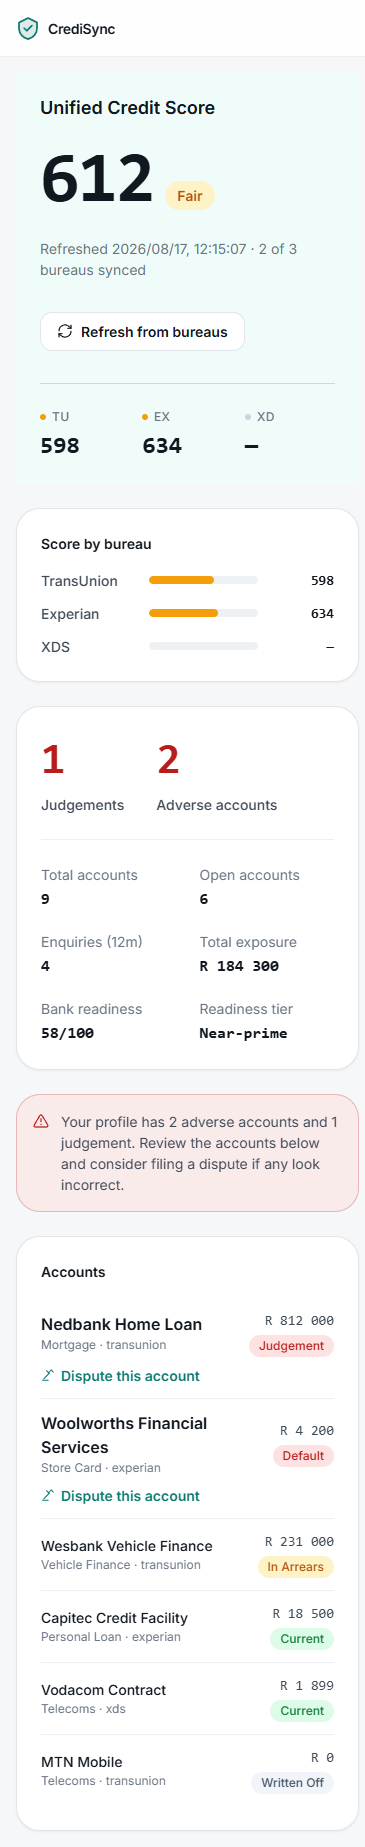 CrediSync
Unified Credit Score
612 Fair
Refreshed 2026/08/17, 12:15:07 · 2 of 3
bureaus synced
Refresh from bureaus
TU EX XD
598 634 –
Score by bureau
TransUnion 598
Experian 634
XDS –
1 2
Judgements Adverse accounts
Total accounts Open accounts
9 6
Enquiries (12m) Total exposure
4 R 184 300
Bank readiness Readiness tier
58/100 Near-prime
Your profile has 2 adverse accounts and 1
judgement. Review the accounts below
and consider filing a dispute if any look
incorrect.
Accounts
Nedbank Home Loan R 812 000
Mortgage · transunion Judgement
Dispute this account
Woolworths Financial
Services
R 4 200
Store Card · experian Default
Dispute this account
Wesbank Vehicle Finance R 231 000
Vehicle Finance · transunion In Arrears
Capitec Credit Facility R 18 500
Personal Loan · experian Current
Vodacom Contract R 1 899
Telecoms · xds Current
MTN Mobile R 0
Telecoms · transunion Written Off